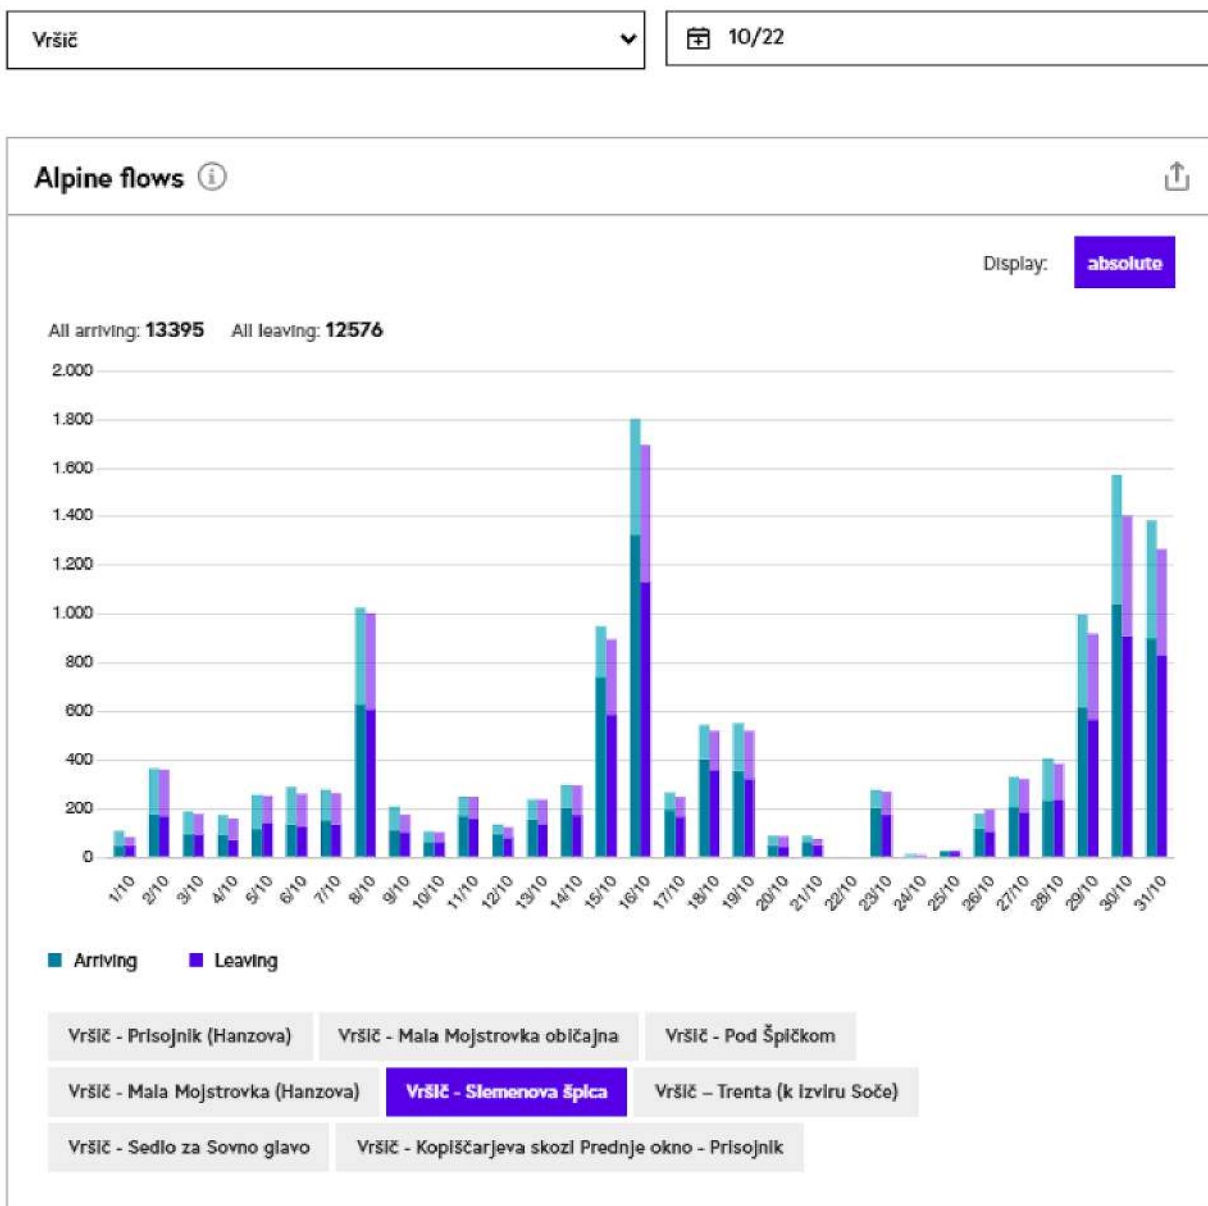 Vršič
10/22
Alpine flows
Display: absolute
All arriving: 13395 All leaving: 12576
2.000
1.800
1.600
1.400
1.200
1.000
800
600
400
200
0
1/10 2/10 3/10 4/10 5/10 6/10 7/10 8/10 9/10 10/10 11/10 12/10 13/10 14/10 15/10 16/10 17/10 18/10 19/10 20/10 21/10 22/10 23/10 24/10 25/10 26/10 27/10 28/10 29/10 30/10 31/10
Arriving Leaving
Vršič - Prisojnik (Hanzova) Vršič - Mala Mojstrovka običajna Vršič - Pod Špičkom
Vršič - Mala Mojstrovka (Hanzova) Vršič - Slemenova špica Vršič – Trenta (k izviru Soče)
Vršič - Sedlo za Sovno glavo Vršič - Kopiščarjeva skozi Prednje okno - Prisojnik